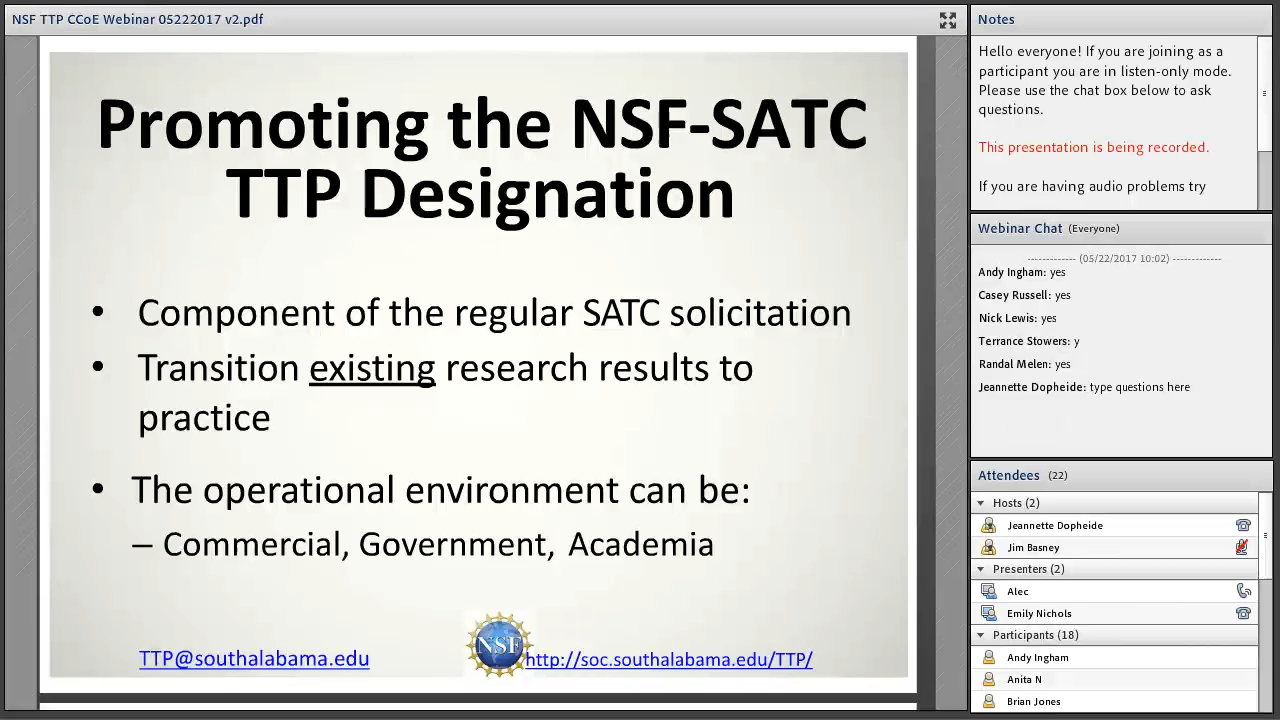 NSF TTP CCoE Webinar 05222017 v2.pdf
Promoting the NSF-SATC
TTP Designation
• Component of the regular SATC solicitation
• Transition existing research results to
practice
• The operational environment can be:
– Commercial, Government, Academia
TTP@southalabama.edu
NSF
http://soc.southalabama.edu/TTP/
Notes
Hello everyone! If you are joining as a
participant you are in listen-only mode.
Please use the chat box below to ask
questions.
This presentation is being recorded.
If you are having audio problems try
Webinar Chat (Everyone)
------------- (05/22/2017 10:02) -------------
Andy Ingham: yes
Casey Russell: yes
Nick Lewis: yes
Terrance Stowers: y
Randal Melen: yes
Jeannette Dopheide: type questions here
Attendees (22)
Hosts (2)
Jeannette Dopheide
Jim Basney
Presenters (2)
Alec
Emily Nichols
Participants (18)
Andy Ingham
Anita N
Brian Jones